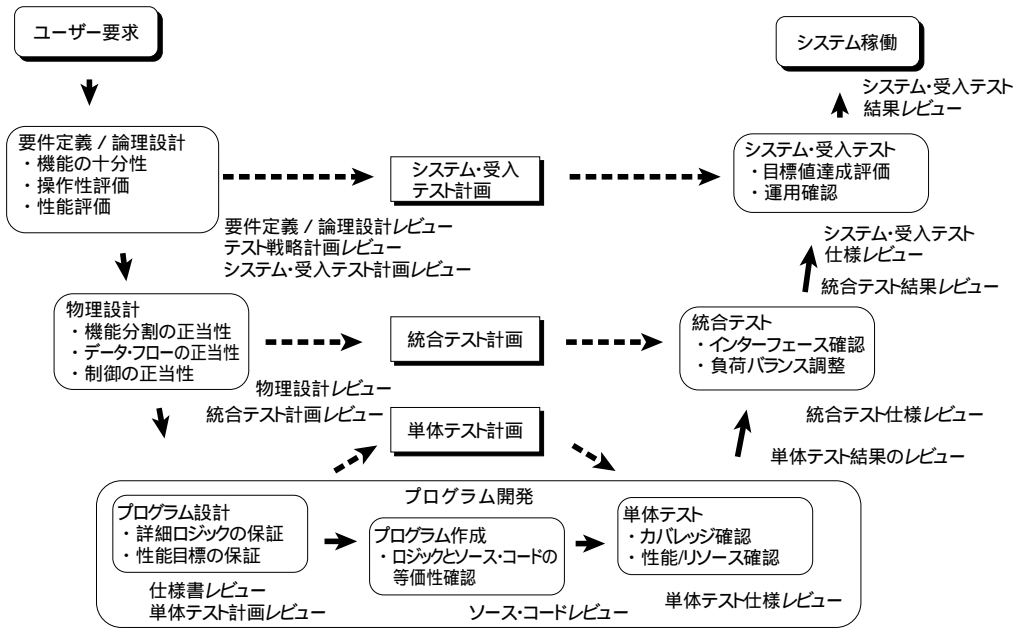 ユーザー要求
システム稼働
システム・受入テスト
結果レビュー
要件定義 / 論理設計
・機能の十分性
・操作性評価
・性能評価
システム・受入
テスト計画
システム・受入テスト
・目標値達成評価
・運用確認
要件定義 / 論理設計レビュー
テスト戦略計画レビュー
システム・受入テスト計画レビュー
システム・受入テスト
仕様レビュー
統合テスト結果レビュー
物理設計
・機能分割の正当性
・データ・フローの正当性
・制御の正当性
統合テスト計画
統合テスト
・インターフェース確認
・負荷バランス調整
物理設計レビュー
統合テスト計画レビュー
単体テスト計画
統合テスト仕様レビュー
単体テスト結果のレビュー
プログラム開発
プログラム設計
・詳細ロジックの保証
・性能目標の保証
プログラム作成
・ロジックとソース・コードの
等価性確認
単体テスト
・カバレッジ確認
・性能/リソース確認
仕様書レビュー
単体テスト計画レビュー
ソース・コードレビュー
単体テスト仕様レビュー